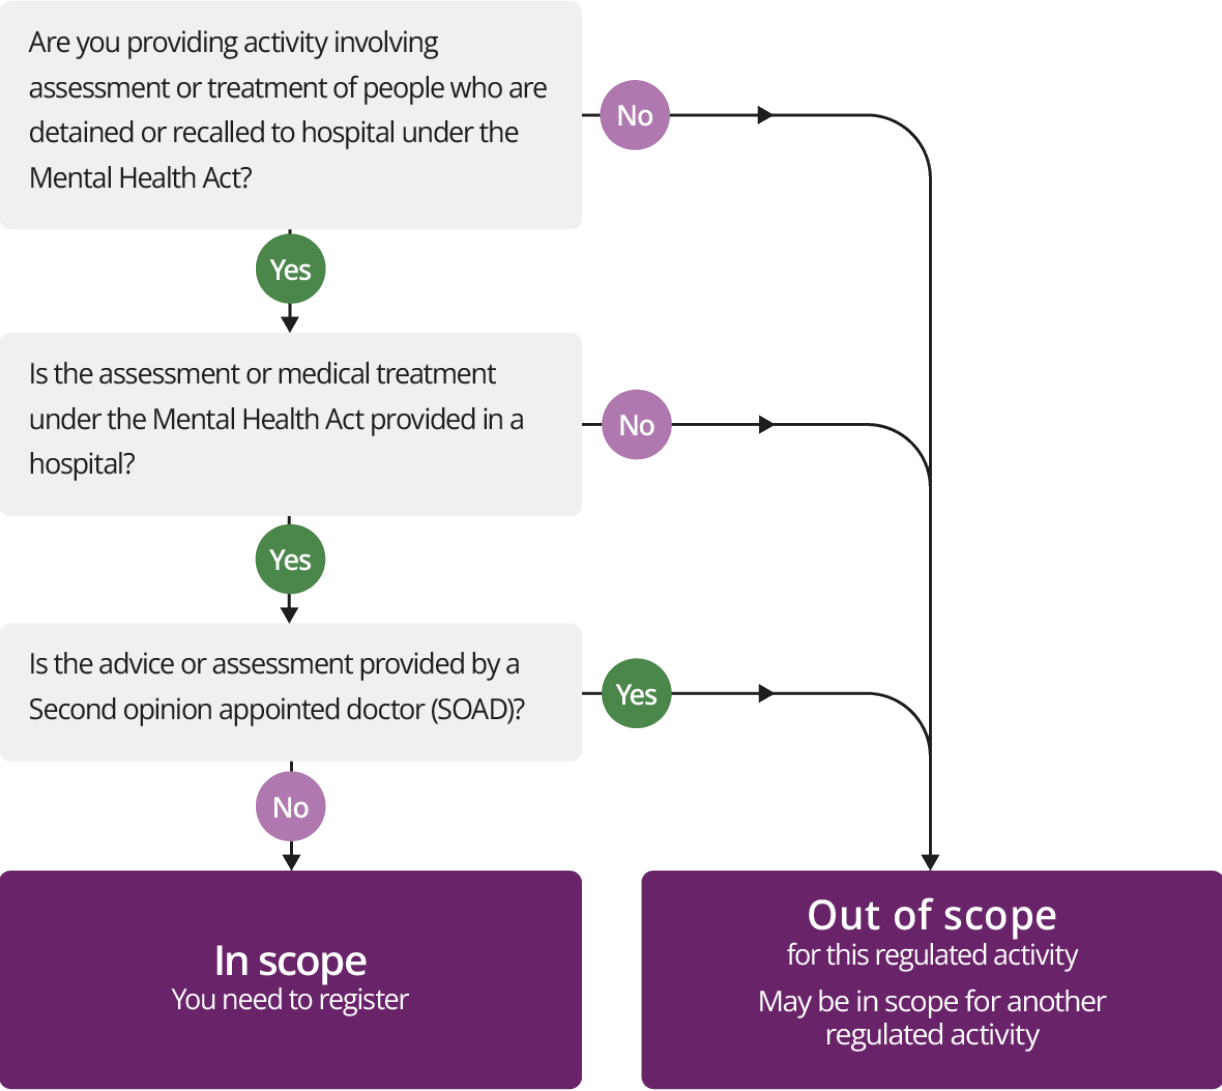 Are you providing activity involving
assessment or treatment of people who are
detained or recalled to hospital under the
Mental Health Act?
No
Yes
Is the assessment or medical treatment
under the Mental Health Act provided in a
hospital?
No
Yes
Is the advice or assessment provided by a
Second opinion appointed doctor (SOAD)?
Yes
No
In scope
You need to register
Out of scope
for this regulated activity
May be in scope for another
regulated activity